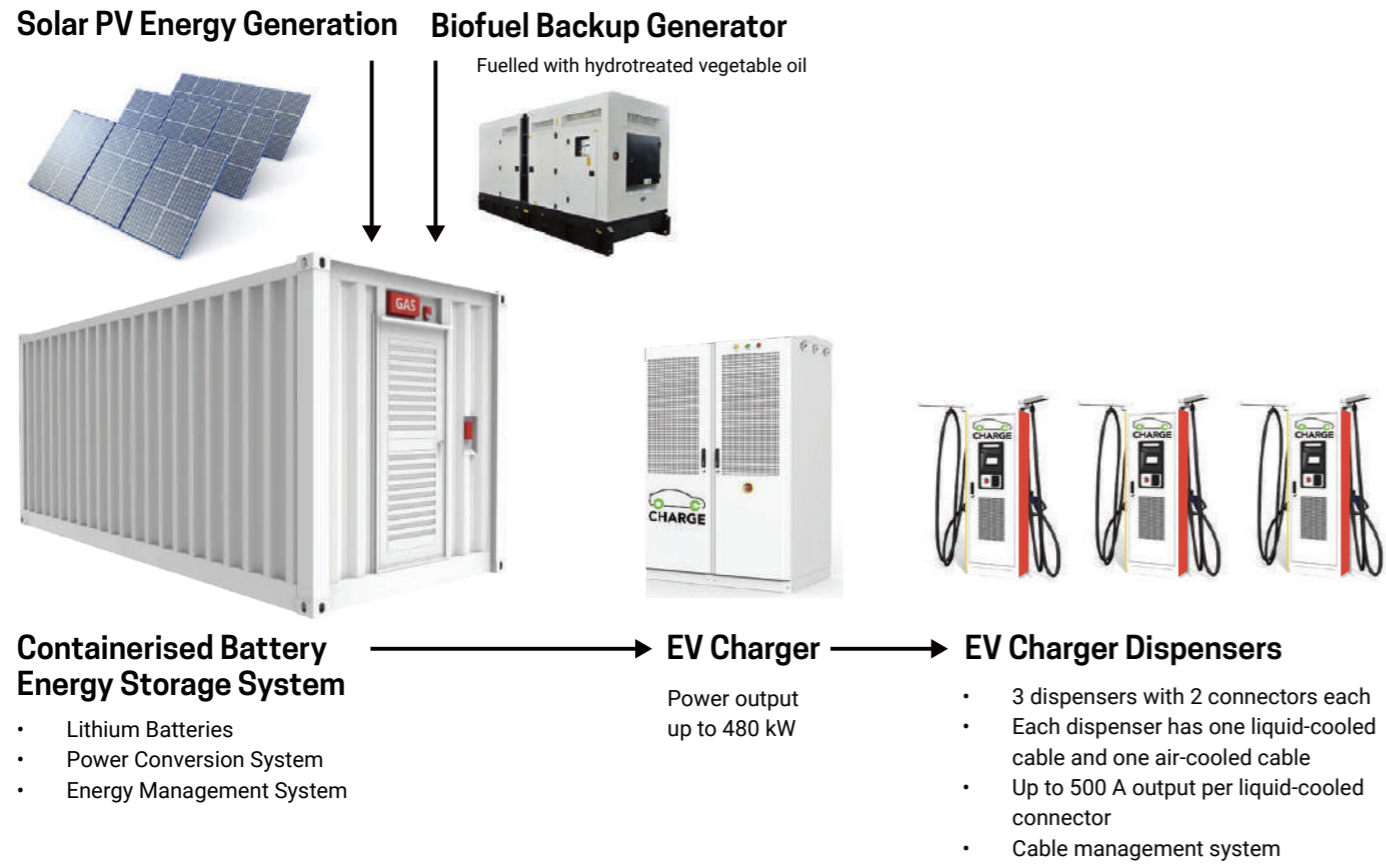 Solar PV Energy Generation
Biofuel Backup Generator
Fuelled with hydrotreated vegetable oil
GAS
CHARGE
CHARGE
CHARGE
CHARGE
Containerised Battery
Energy Storage System
• Lithium Batteries
• Power Conversion System
• Energy Management System
EV Charger
Power output
up to 480 kW
EV Charger Dispensers
• 3 dispensers with 2 connectors each
• Each dispenser has one liquid-cooled
cable and one air-cooled cable
• Up to 500 A output per liquid-cooled
connector
• Cable management system